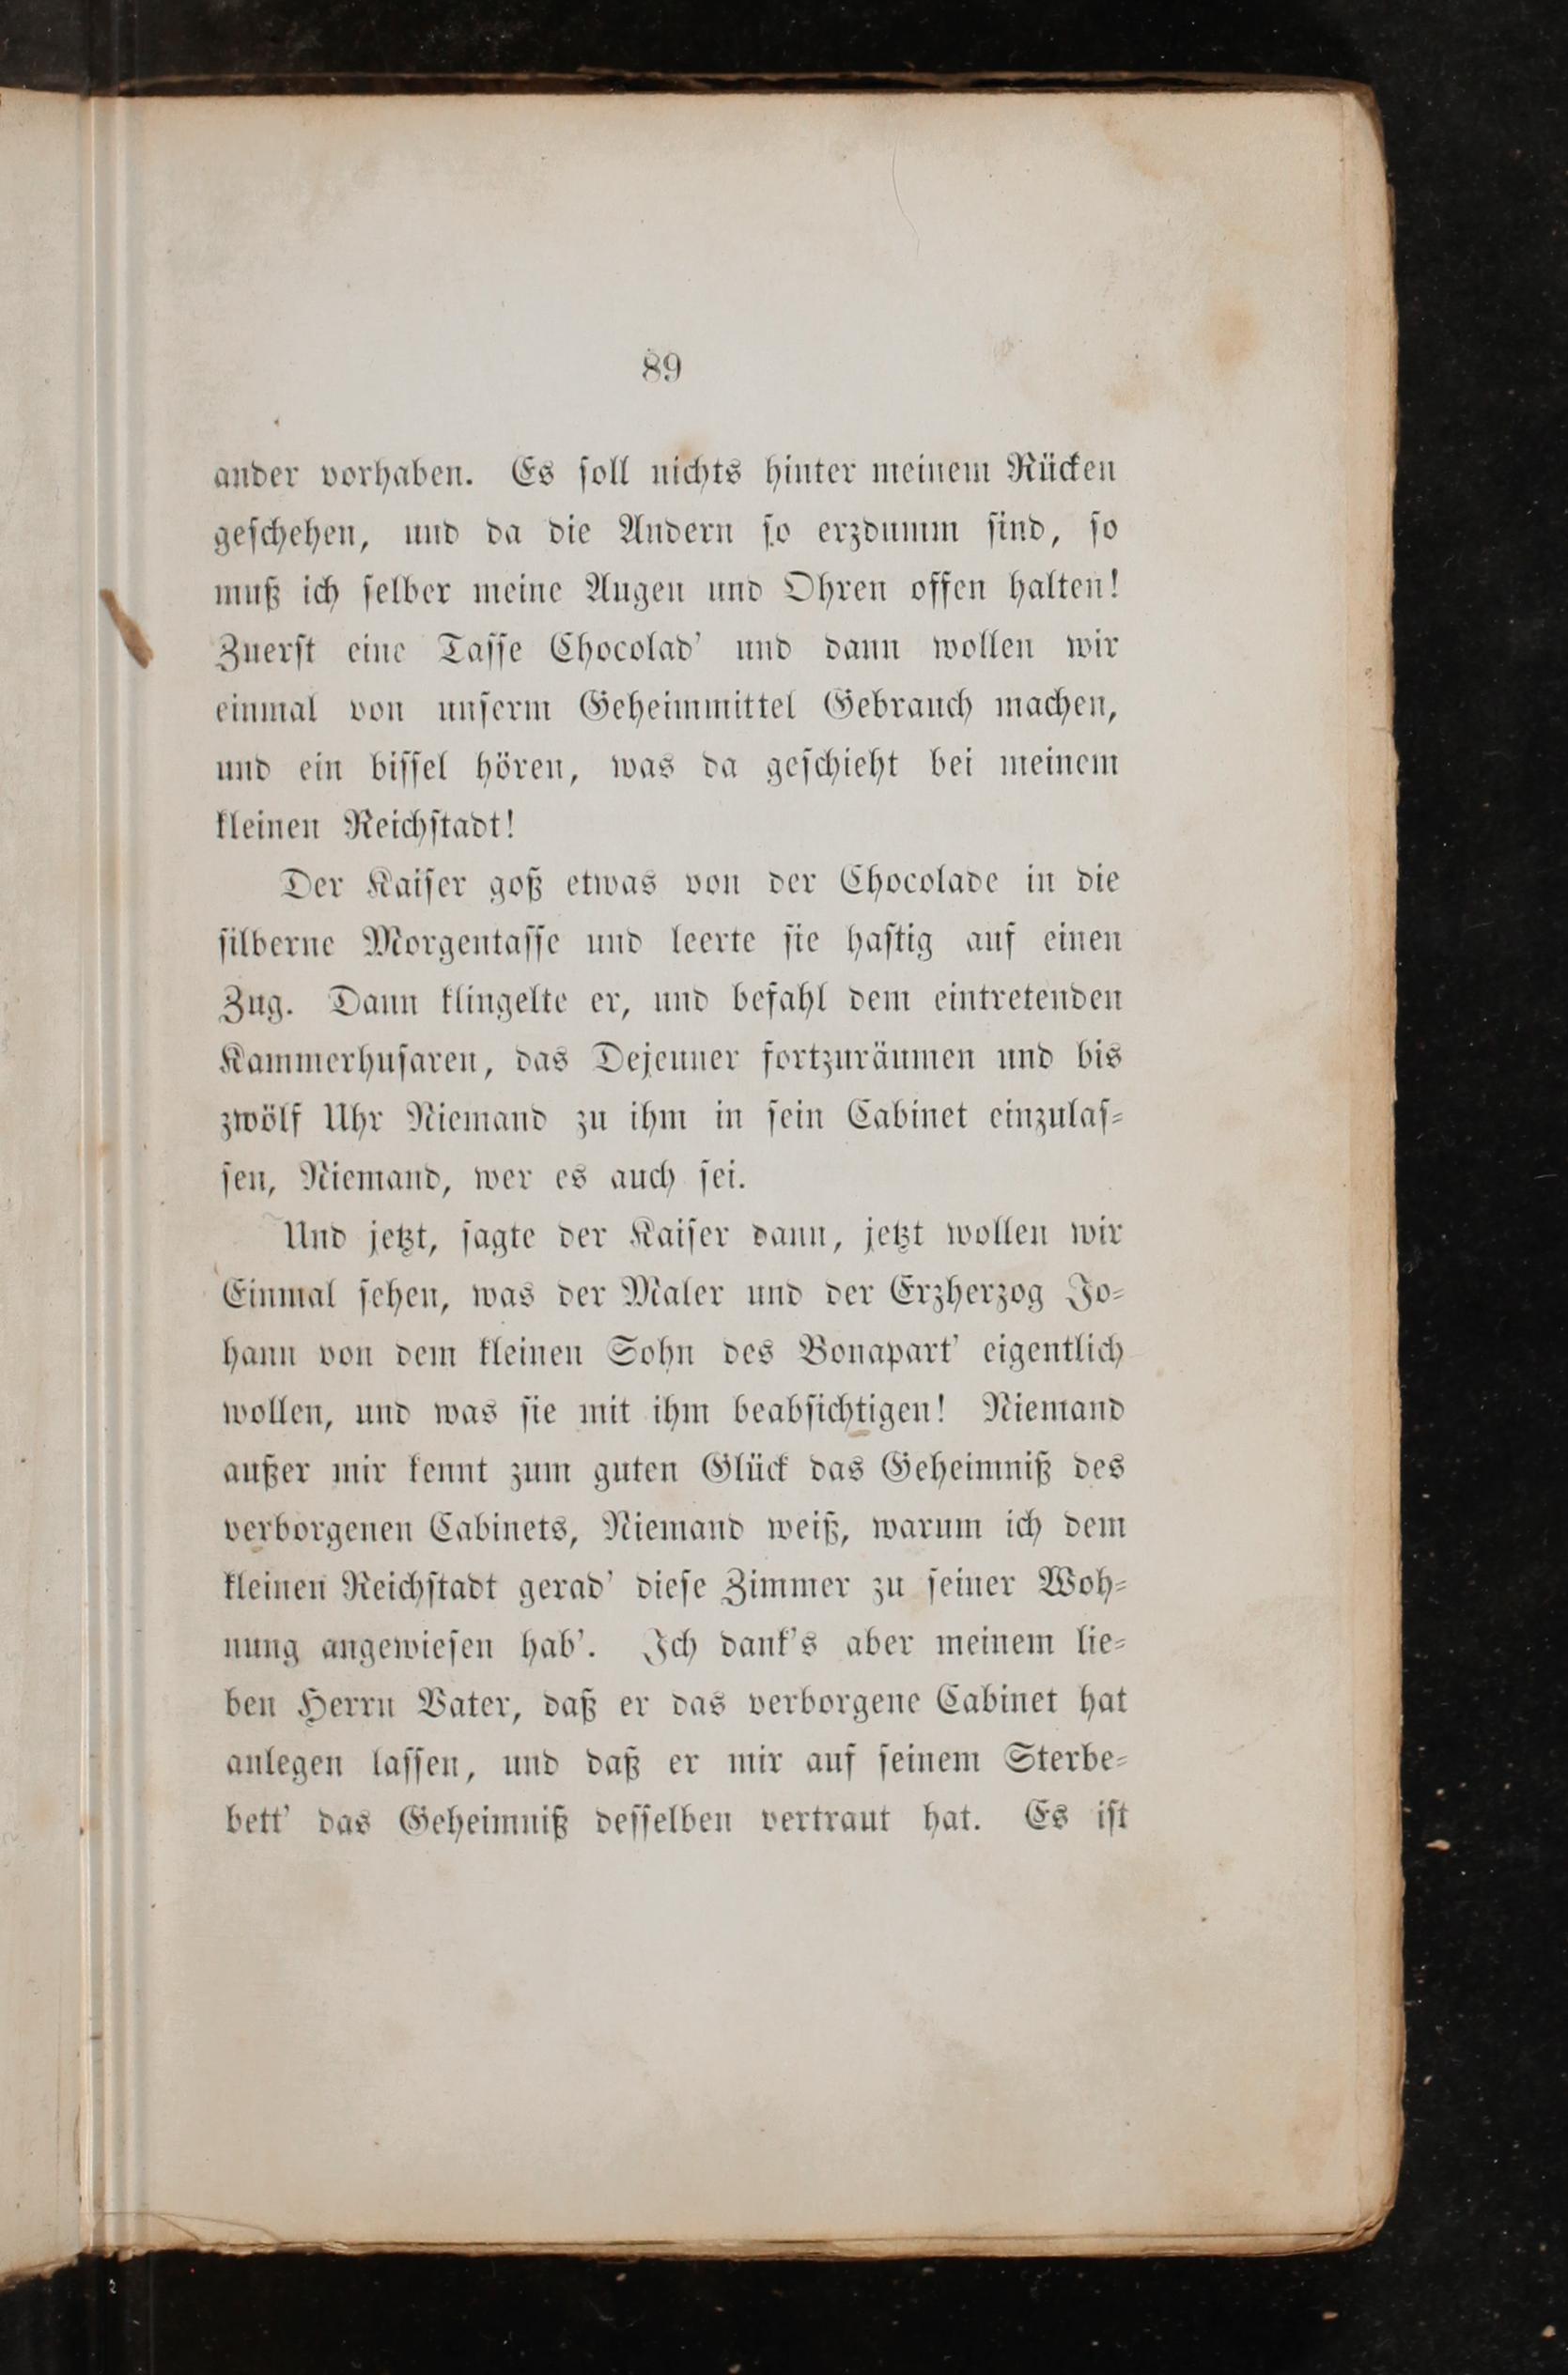 89
ander vorhaben. Es soll nichts hinter meinem Rücken
geschehen, und da die Andern so erzdumm sind, so
muß ich selber meine Augen und Ohren offen halten!
Zuerst eine Tasse Chocolad' und dann wollen wir
einmal von unserm Geheimmittel Gebrauch machen,
und ein bissel hören, was da geschieht bei meinem
kleinen Reichstadt!
Der Kaiser goß etwas von der Chocolade in die
silberne Morgentasse und leerte sie hastig auf einen
Zug. Dann klingelte er, und befahl dem eintretenden
Kammerhusaren, das Dejeuner fortzuräumen und bis
zwölf Uhr Niemand zu ihm in sein Cabinet einzulas-
sen, Niemand, wer es auch sei.
Und jetzt, sagte der Kaiser dann, jetzt wollen wir
Einmal sehen, was der Maler und der Erzherzog Jo-
hann von dem kleinen Sohn des Bonapart' eigentlich
wollen, und was sie mit ihm beabsichtigen! Niemand
außer mir kennt zum guten Glück das Geheimniß des
verborgenen Cabinets, Niemand weiß, warum ich dem
kleinen Reichstadt gerad' diese Zimmer zu seiner Woh-
nung angewiesen hab'. Ich dank's aber meinem lie-
ben Herrn Vater, daß er das verborgene Cabinet hat
anlegen lassen, und daß er mir auf seinem Sterbe-
bett' das Geheimniß desselben vertraut hat. Es ist